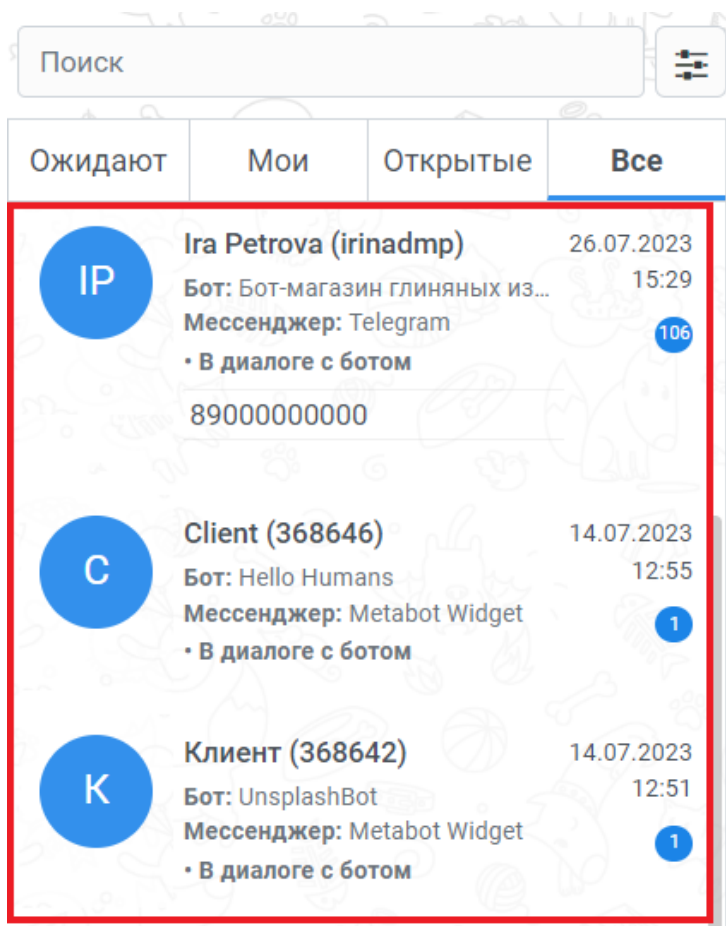 Поиск
Ожидают Мои Открытые Все
IP Ira Petrova (irinadmp) 26.07.2023
Бот: Бот-магазин глиняных из... 15:29
Мессенджер: Telegram 106
• В диалоге с ботом
89000000000
Client (368646) 14.07.2023
C Бот: Hello Humans 12:55
Мессенджер: Metabot Widget 1
• В диалоге с ботом
Клиент (368642) 14.07.2023
К Бот: UnsplashBot 12:51
Мессенджер: Metabot Widget 1
• В диалоге с ботом